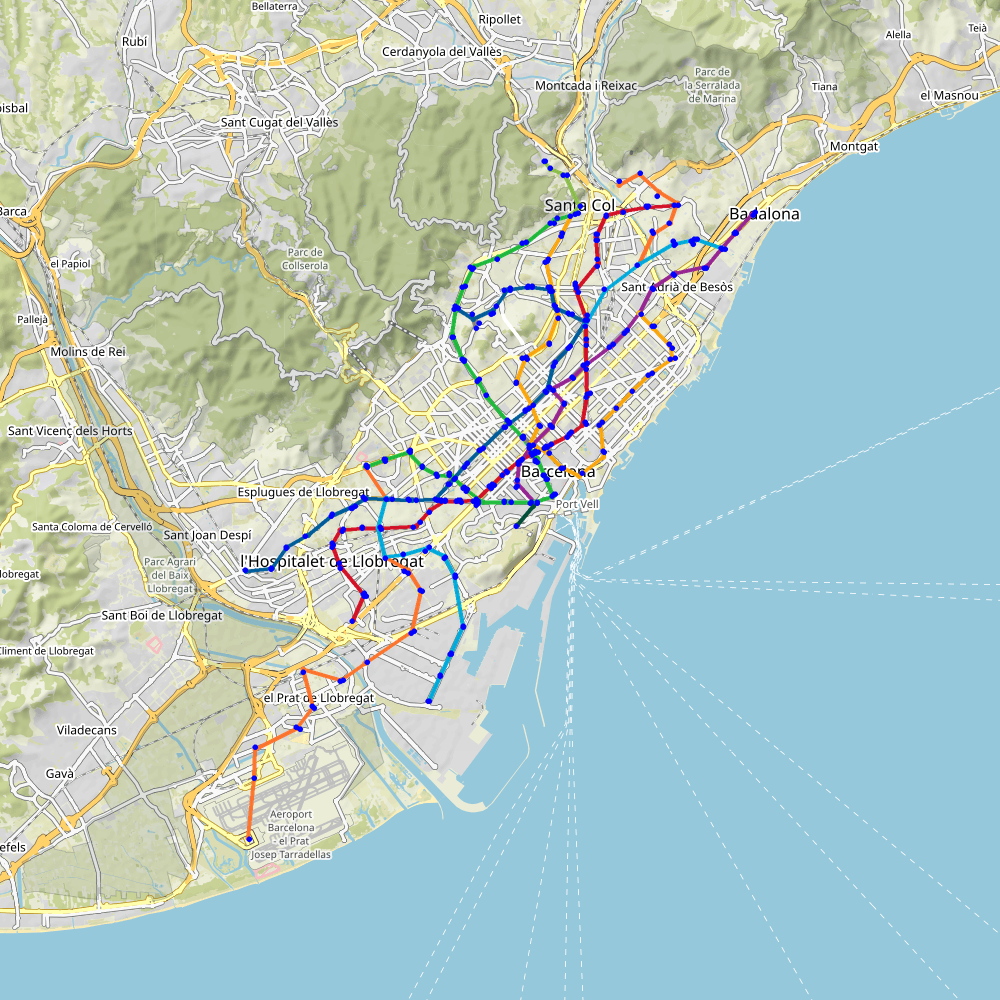 Bellaterra
Ripollet
Teià
Alella
Rubí
Cerdanyola del Vallès
Parc de
la Serralada
de Marina
Montcada i Reixac
Tiana
el Masnou
Sant Cugat del Vallès
Montgat
Santa Col
Badalona
Barca
Parc de
Collserola
el Papiol
Sant Adrià de Besòs
Pallejà
Molins de Rei
Sant Vicenç dels Horts
Barcelona
Esplugues de Llobregat
Port Vell
Santa Coloma de Cervelló
Sant Joan Despí
l'Hospitalet de Llobregat
Parc Agrari
del Baix
Llobregat
llobregat
Sant Boi de Llobregat
Climent de Llobregat
el Prat de Llobregat
Viladecans
Gavà
Aeroport
Barcelona
- el Prat
Josep Tarradellas
efels